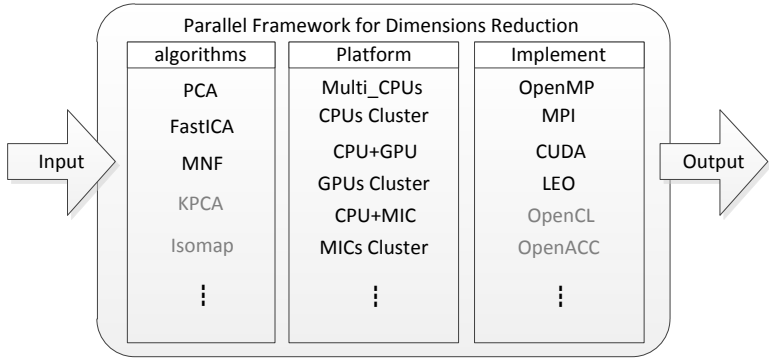 Parallel Framework for Dimensions Reduction
algorithms
PCA
FastICA
MNF
KPCA
Isomap
Platform
Multi_CPUs
CPUs Cluster
CPU+GPU
GPUs Cluster
CPU+MIC
MICs Cluster
Implement
OpenMP
MPI
CUDA
LEO
OpenCL
OpenACC
Input
Output